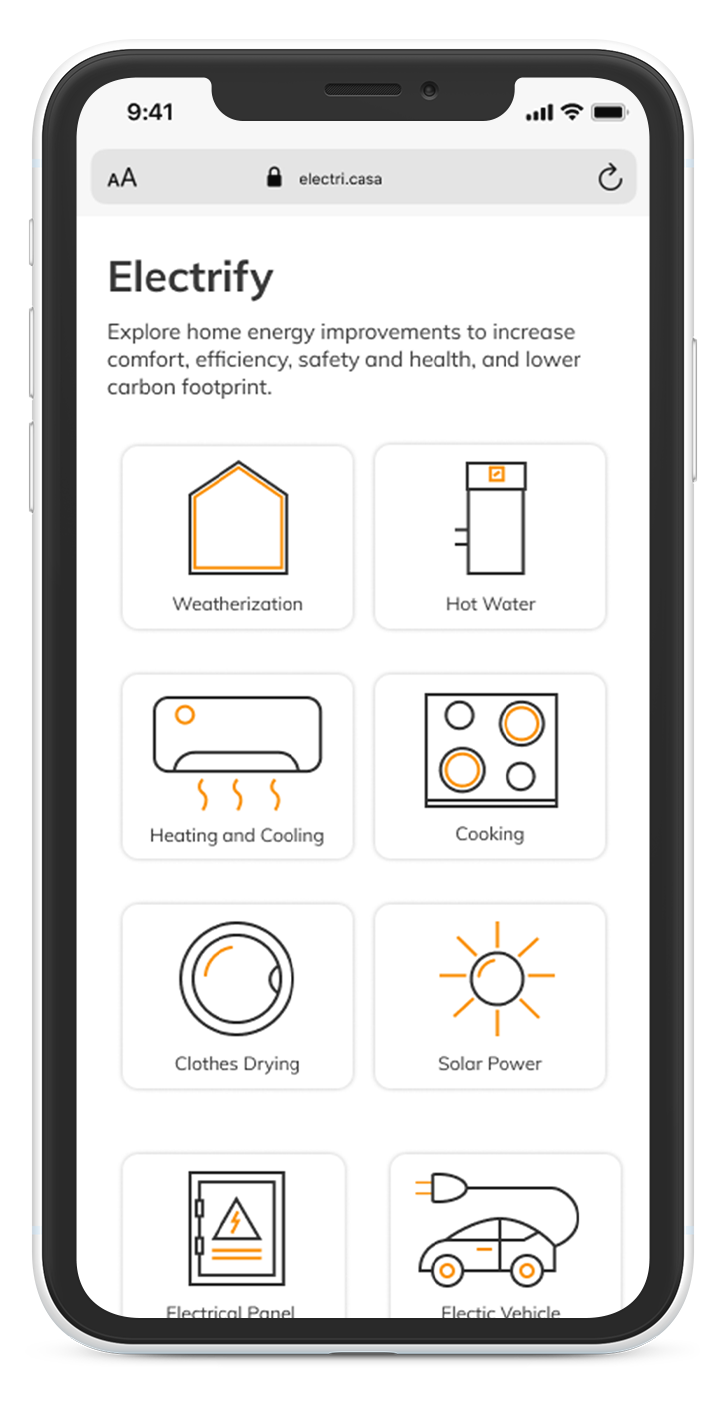 9:41
AA electri.casa
Electrify
Explore home energy improvements to increase
comfort, efficiency, safety and health, and lower
carbon footprint.
Weatherization
Hot Water
Heating and Cooling
Cooking
Clothes Drying
Solar Power
Electrical Panel
Electic Vehicle